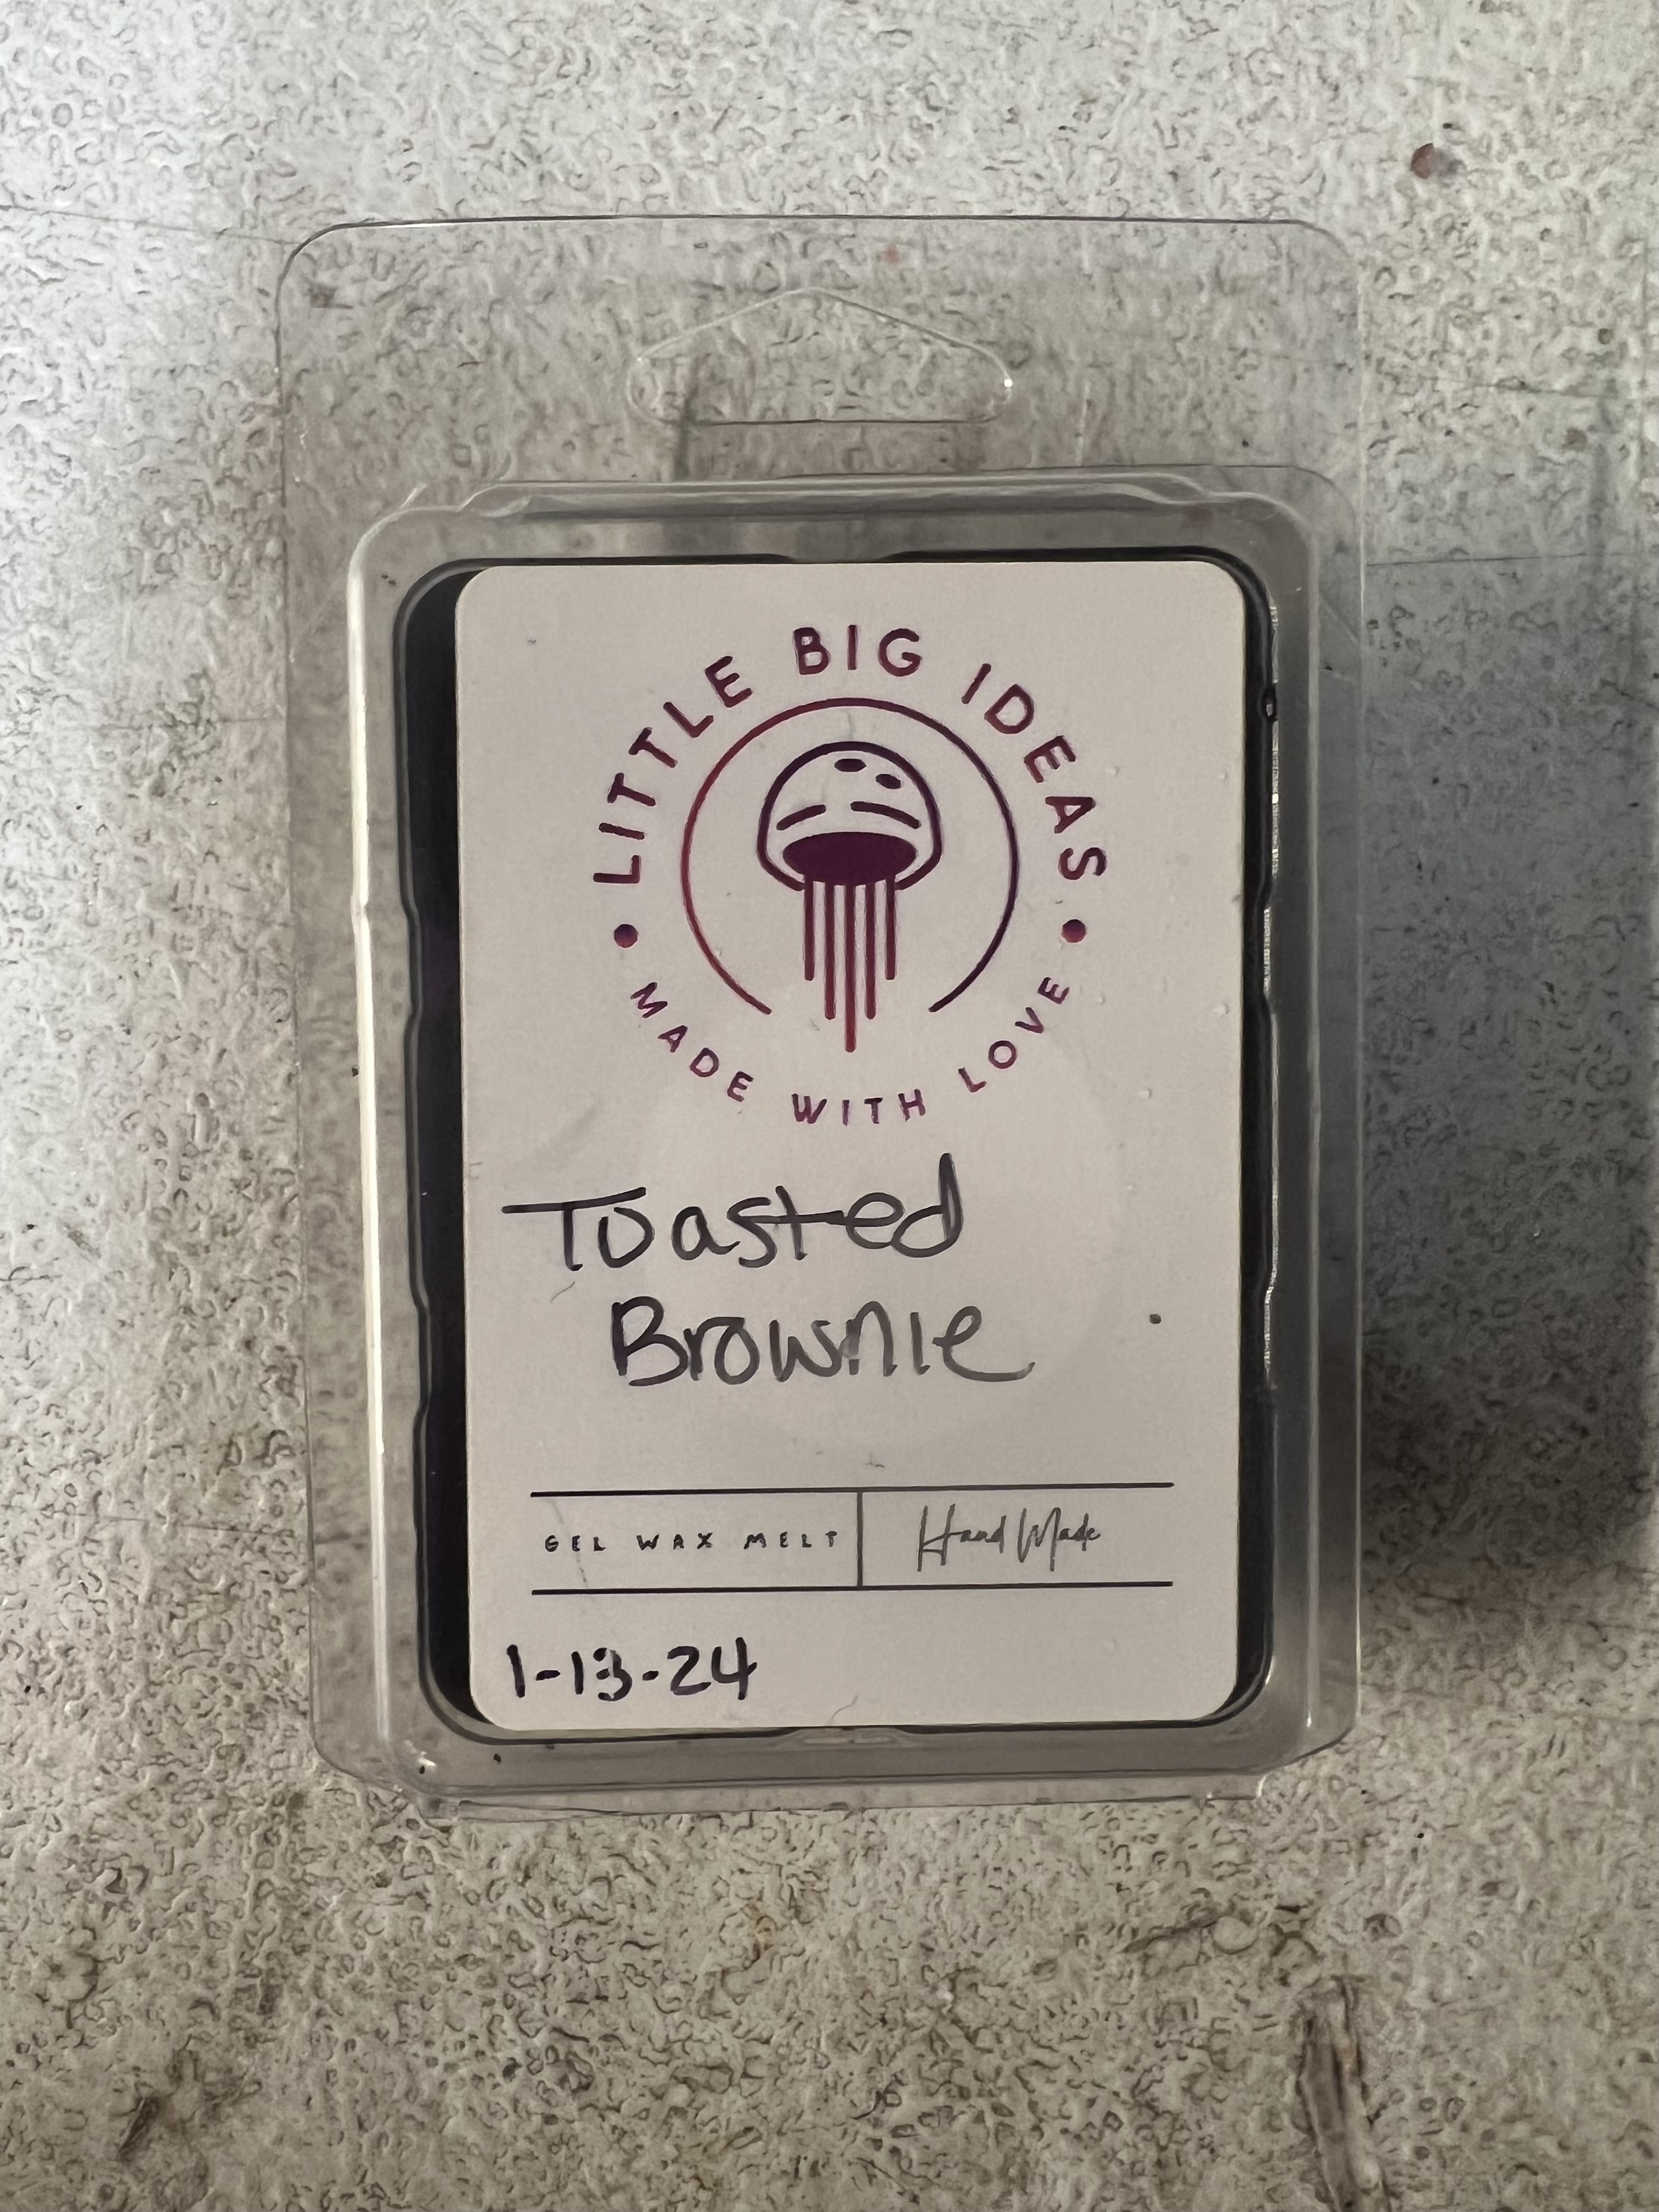 LITTLE BIG IDEAS
MADE WITH LOVE
Toasted
Brownie
GEL WAX MELT
Hand Made
1-13-24